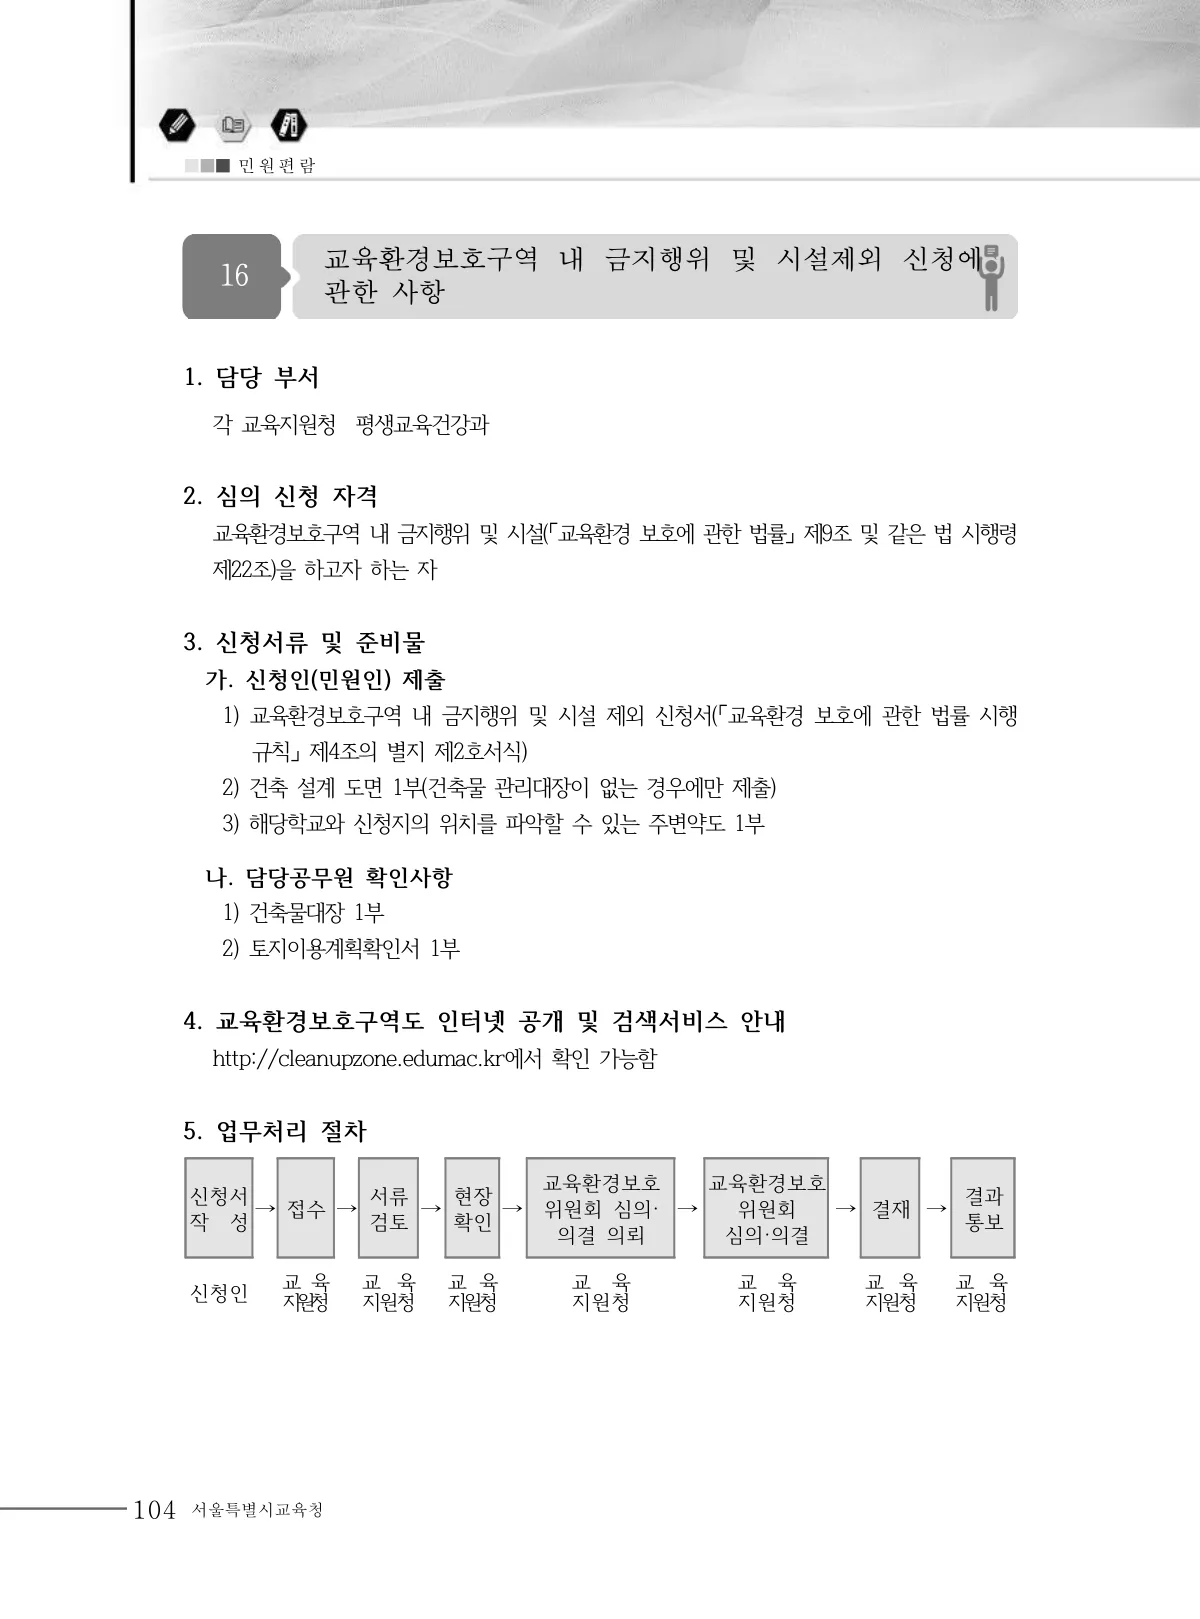 민원편람
16
교육환경보호구역 내 금지행위 및 시설제외 신청에
관한 사항
1. 담당 부서
각 교육지원청 평생교육건강과
2. 심의 신청 자격
교육환경보호구역 내 금지행위 및 시설(「교육환경 보호에 관한 법률」 제9조 및 같은 법 시행령
제22조)을 하고자 하는 자
3. 신청서류 및 준비물
가. 신청인(민원인) 제출
1) 교육환경보호구역 내 금지행위 및 시설 제외 신청서(「교육환경 보호에 관한 법률 시행
규칙」 제4조의 별지 제2호서식)
2) 건축 설계 도면 1부(건축물 관리대장이 없는 경우에만 제출)
3) 해당학교와 신청지의 위치를 파악할 수 있는 주변약도 1부
나. 담당공무원 확인사항
1) 건축물대장 1부
2) 토지이용계획확인서 1부
4. 교육환경보호구역도 인터넷 공개 및 검색서비스 안내
http://cleanupzone.edumac.kr에서 확인 가능함
5. 업무처리 절차
신청서
작 성
→
접수
→
서류
검토
→
현장
확인
→
교육환경보호
위원회 심의·
의결 의뢰
→
교육환경보호
위원회
심의·의결
→
결재
→
결과
통보
신청인
교 육
지원청
교 육
지원청
교 육
지원청
교 육
지원청
교 육
지원청
교 육
지원청
교 육
지원청
104 서울특별시교육청